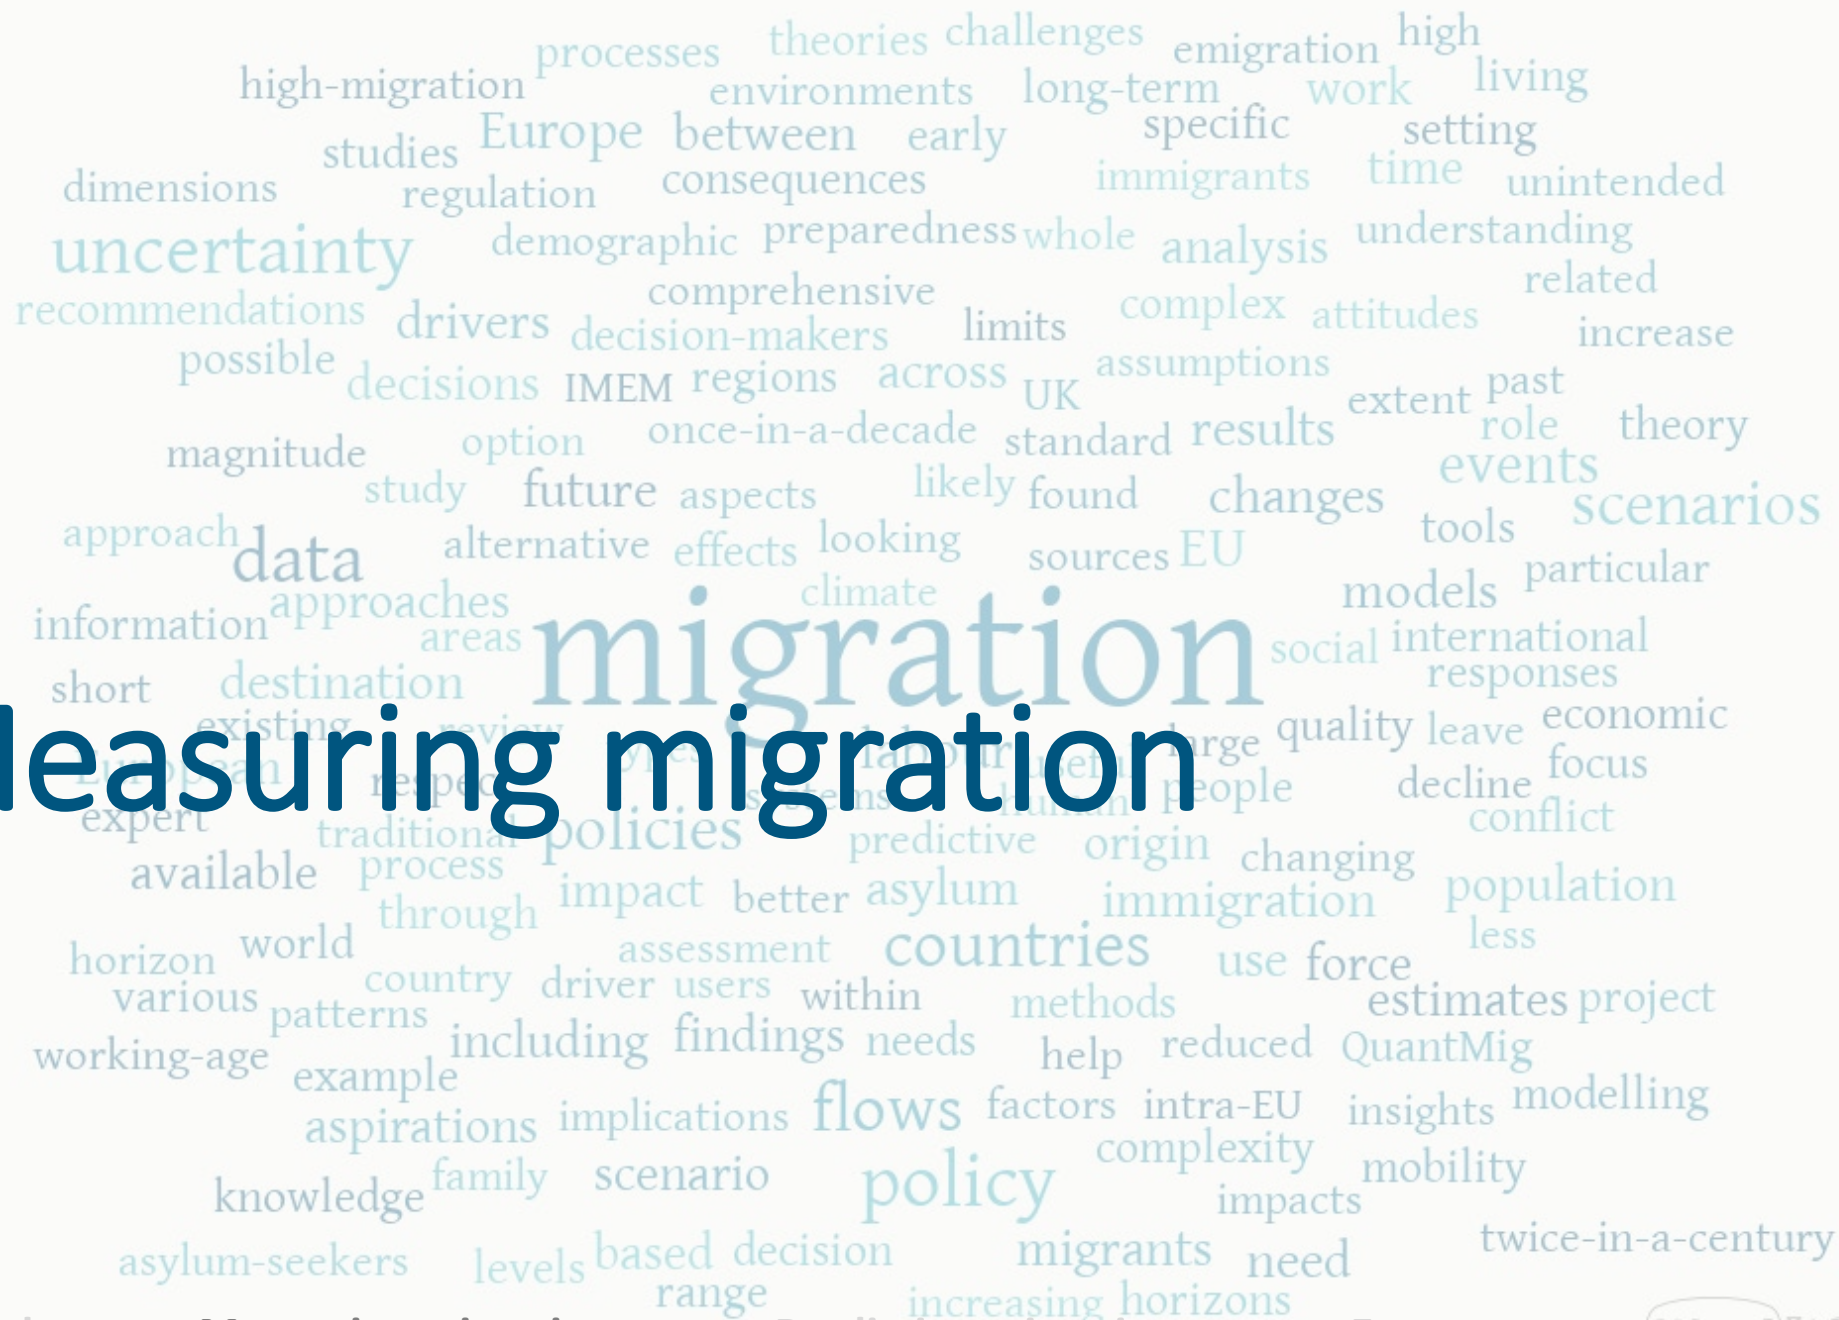 theories challenges emigration high
processes
high-migration environments long-term work living
studies Europe between early specific setting
dimensions regulation consequences immigrants time unintended
uncertainty demographic preparedness whole analysis understanding
recommendations comprehensive complex attitudes related
drivers decision-makers limits increase
possible decisions IMEM regions across UK assumptions extent past
magnitude option once-in-a-decade standard results role theory
study future aspects likely found changes events scenarios
approach data alternative effects looking sources EU tools particular
information approaches areas climate migration social international models
short destination responses
existing review large quality leave economic
easuring migration
European people decline focus
expert traditional policies predictive origin changing conflict
available process impact better asylum immigration population
through
horizon world assessment countries use force less
various country driver users within methods estimates project
patterns
working-age including findings needs help reduced QuantMig
example
aspirations implications flows factors intra-EU insights modelling
complexity
knowledge family scenario policy impacts mobility
asylum-seekers levels based decision migrants need twice-in-a-century
range increasing horizons